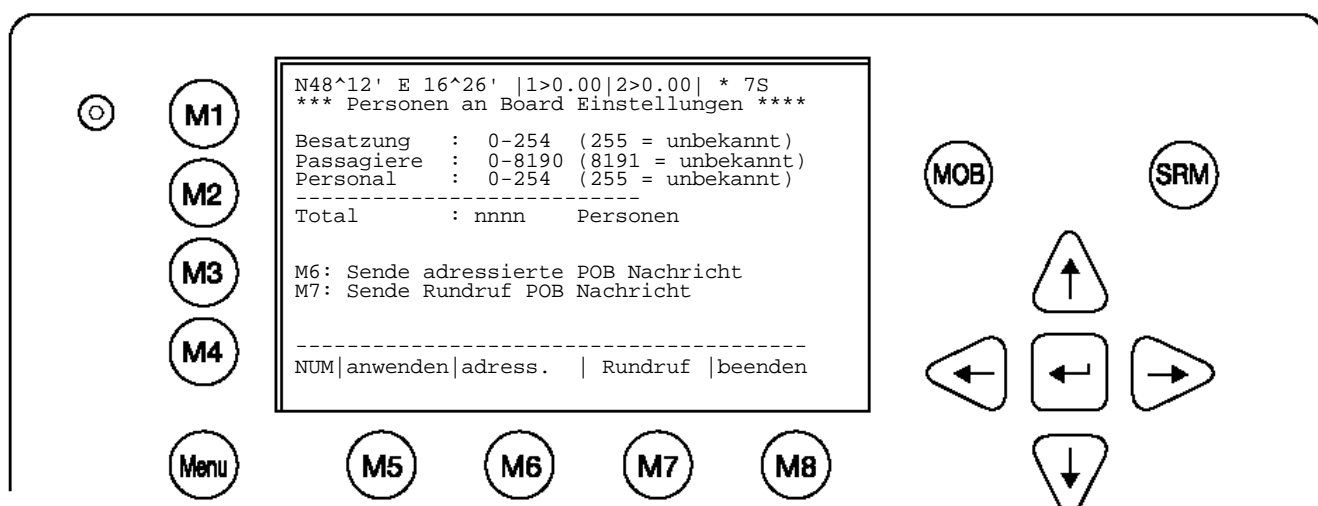 N48^12' E 16^26' |1>0.00|2>0.00| * 7S
*** Personen an Board Einstellungen ****
Besatzung : 0-254 (255 = unbekannt)
Passagiere : 0-8190 (8191 = unbekannt)
Personal : 0-254 (255 = unbekannt)
---------------------------
Total : nnnn Personen
M6: Sende adressierte POB Nachricht
M7: Sende Rundruf POB Nachricht
----------------------------------------
NUM|anwenden|adress. | Rundruf |beenden
M1
M2
M3
M4
Menu
M5
M6
M7
M8
MOB
SRM